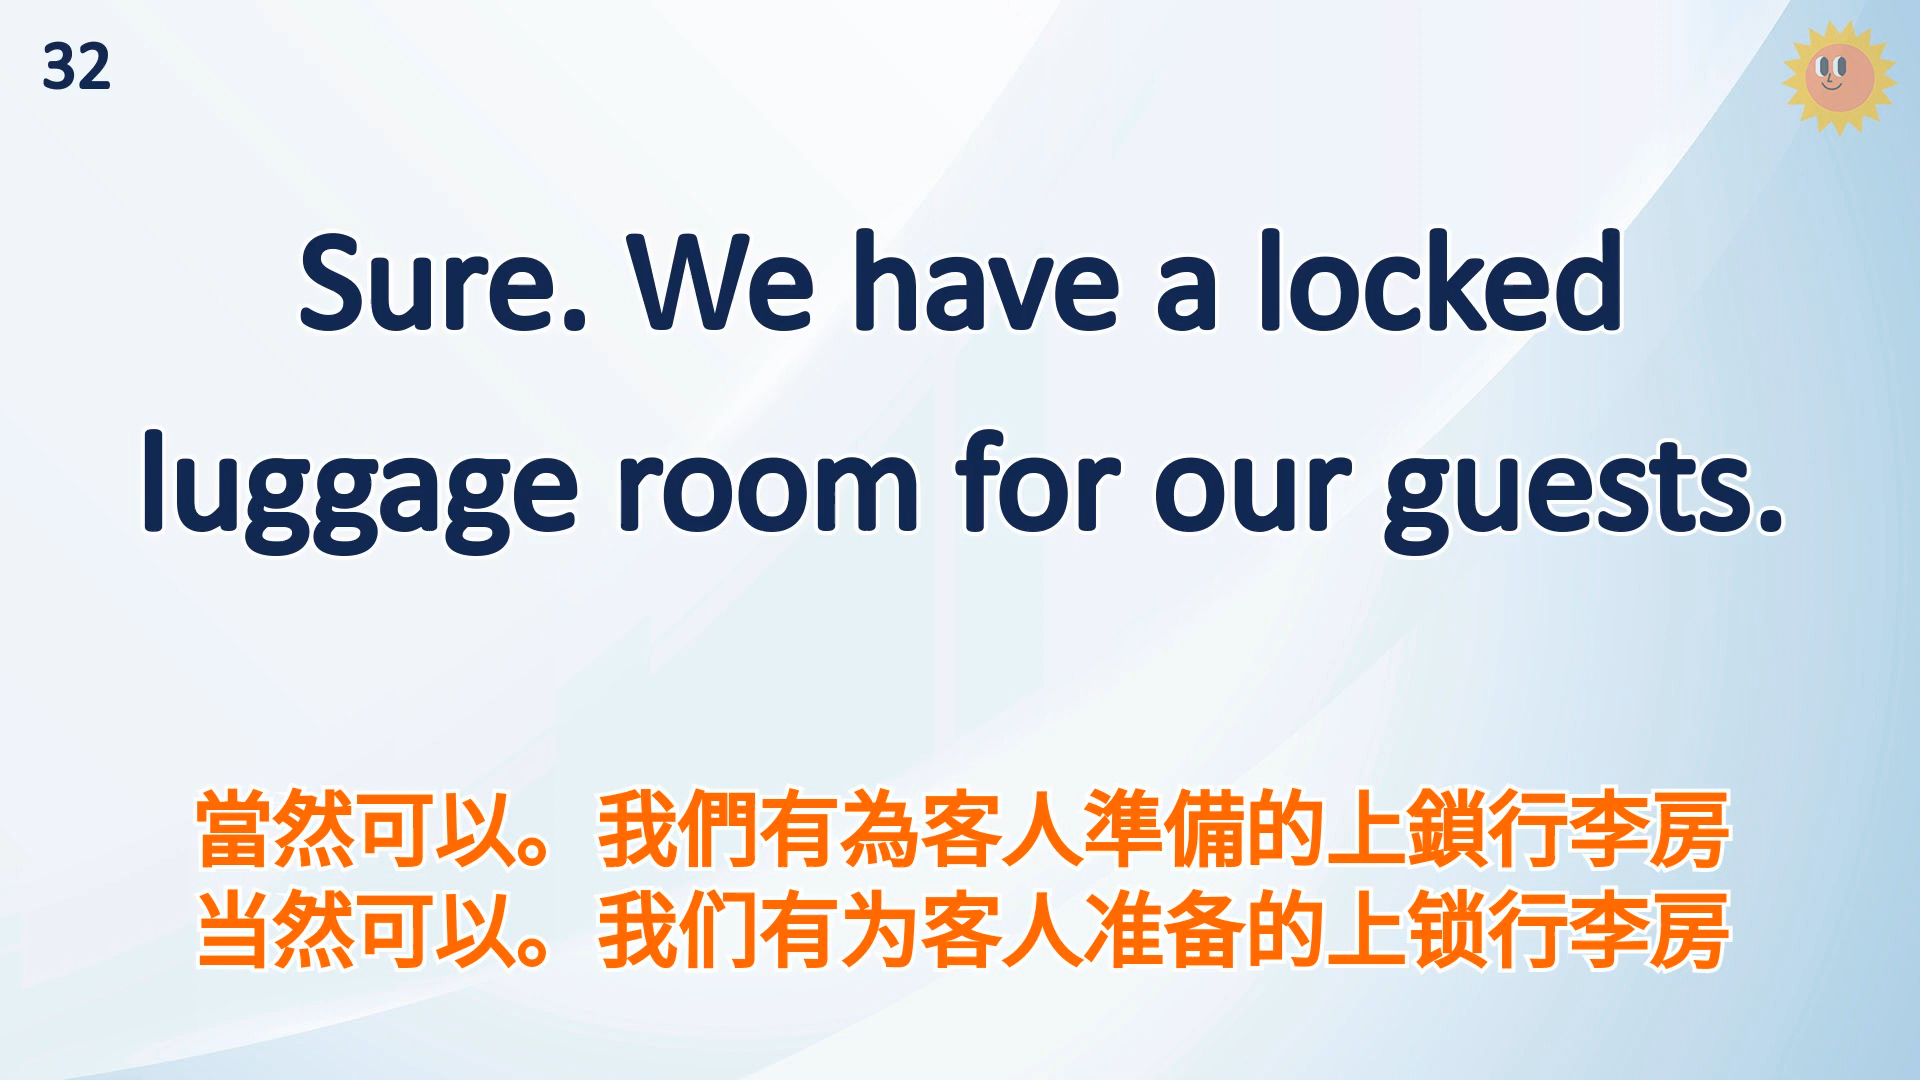 32
Sure. We have a locked
luggage room for our guests.
當然可以。我們有為客人準備的上鎖行李房
当然可以。我们有为客人准备的上锁行李房